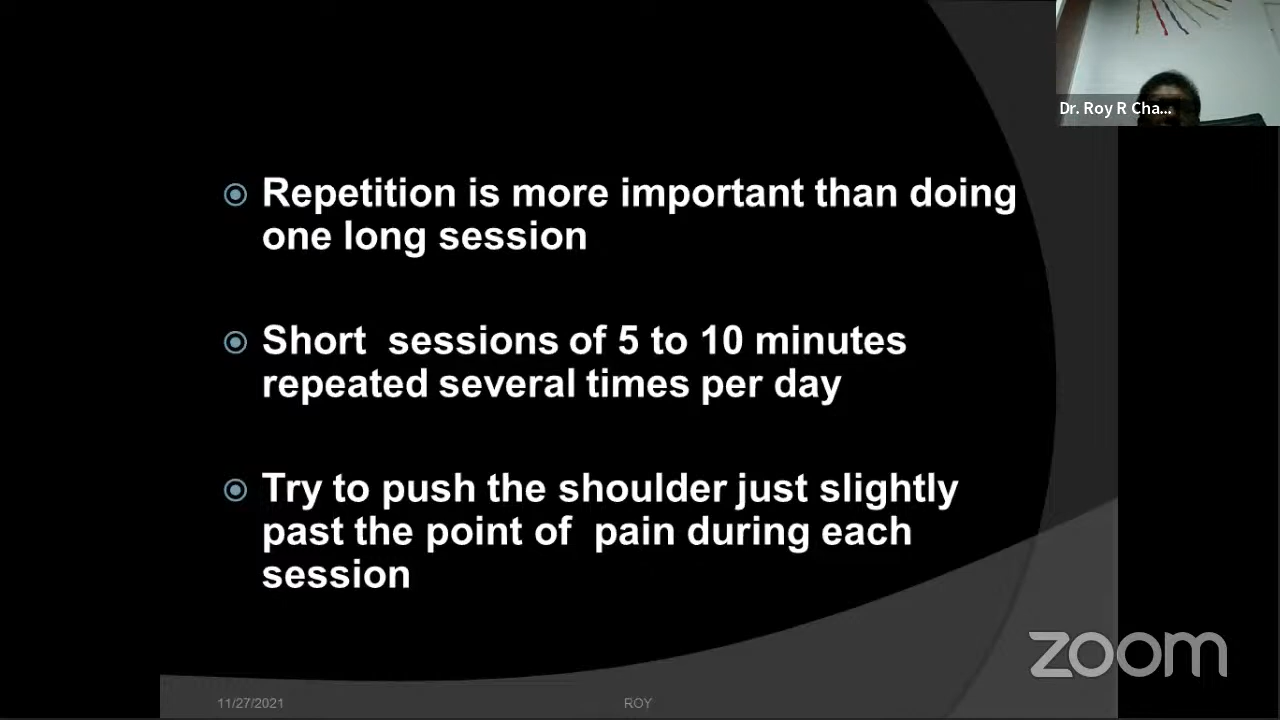 Dr. Roy R Cha...
Repetition is more important than doing
one long session
Short sessions of 5 to 10 minutes
repeated several times per day
Try to push the shoulder just slightly
past the point of pain during each
session
zoom
11/27/2021
ROY